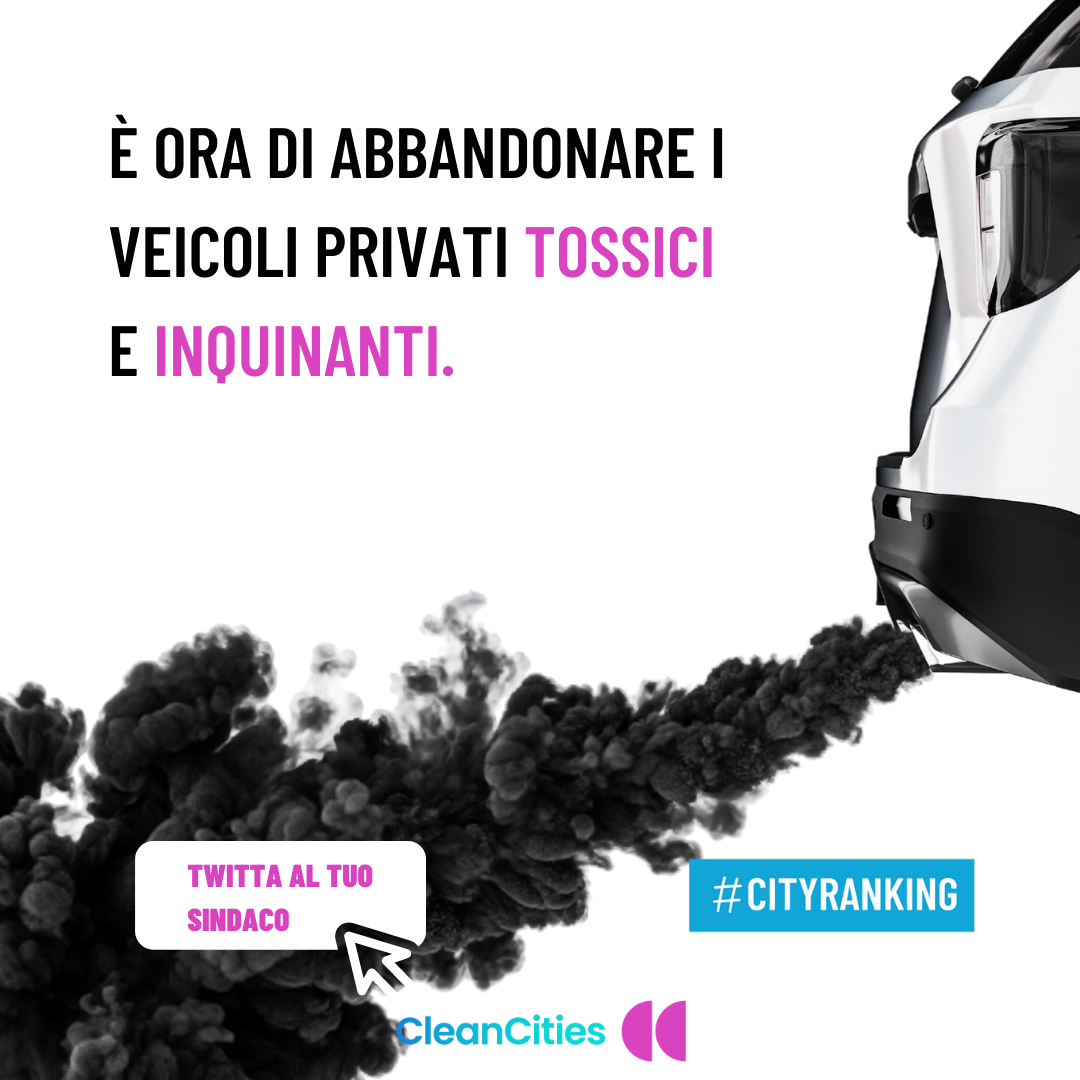 È ORA DI ABBANDONARE I
VEICOLI PRIVATI TOSSICI
E INQUINANTI.
TWITTA AL TUO
SINDACO
#CITYRANKING
CleanCities